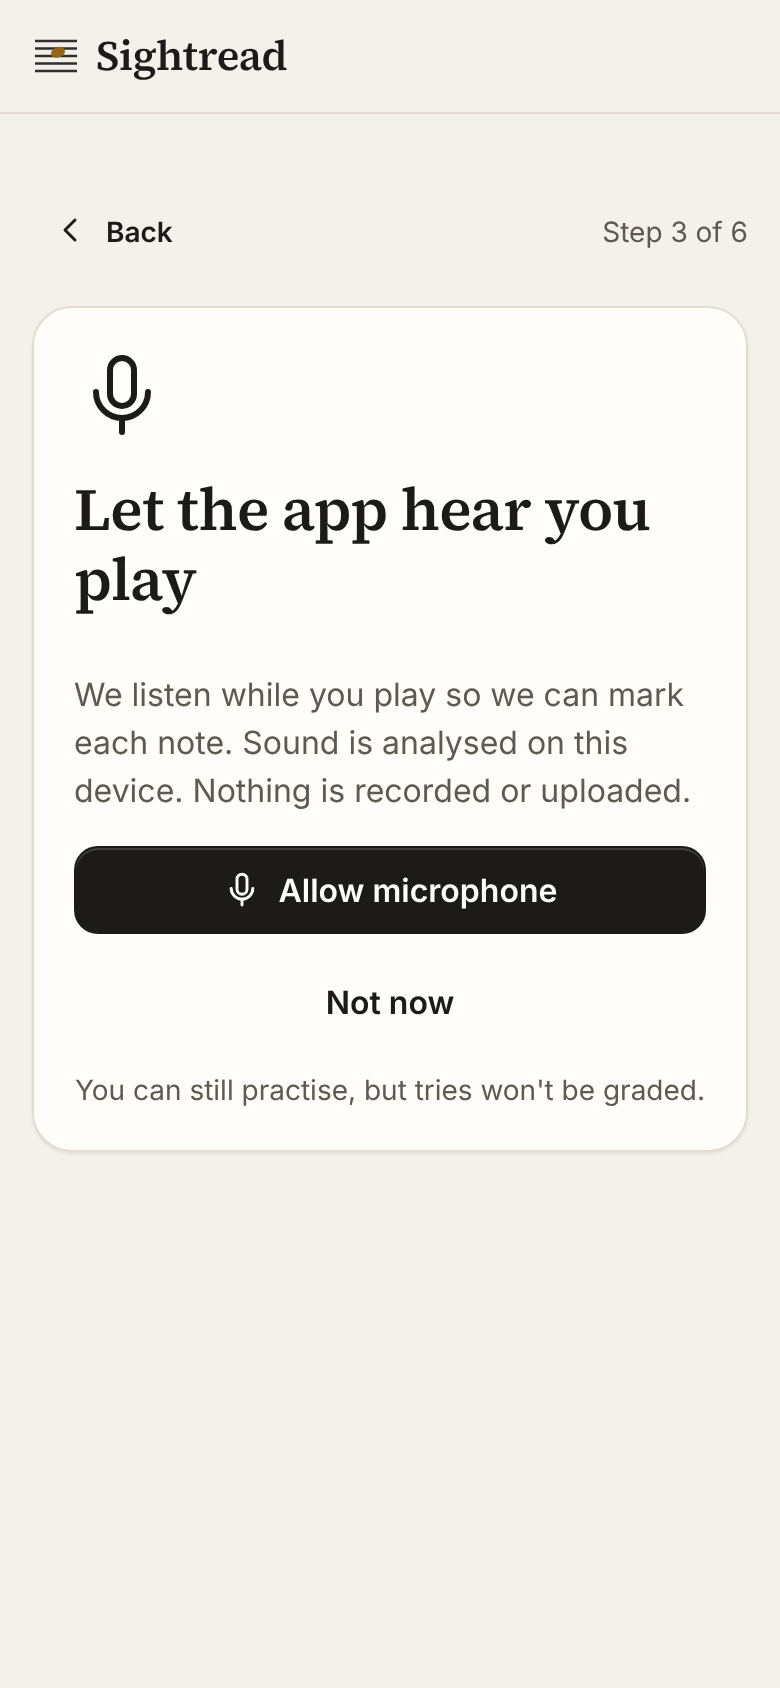 Sightread
Back
Step 3 of 6
Let the app hear you
play
We listen while you play so we can mark
each note. Sound is analysed on this
device. Nothing is recorded or uploaded.
Allow microphone
Not now
You can still practise, but tries won't be graded.